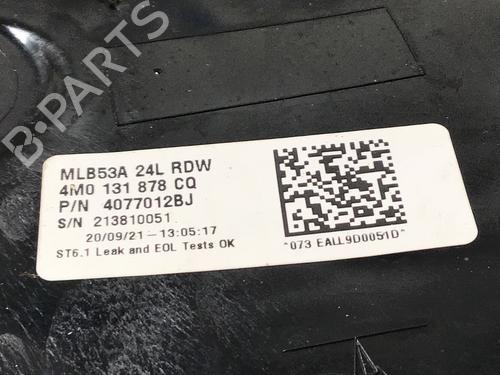 B-PARTS
MLB53A 24L RDW
4M0 131 878 CQ
P/N 4077012BJ
S/N 213810051
20/09/21-13:05:17
ST6.1 Leak and EOL Tests OK
*073 EALL9D0051D*